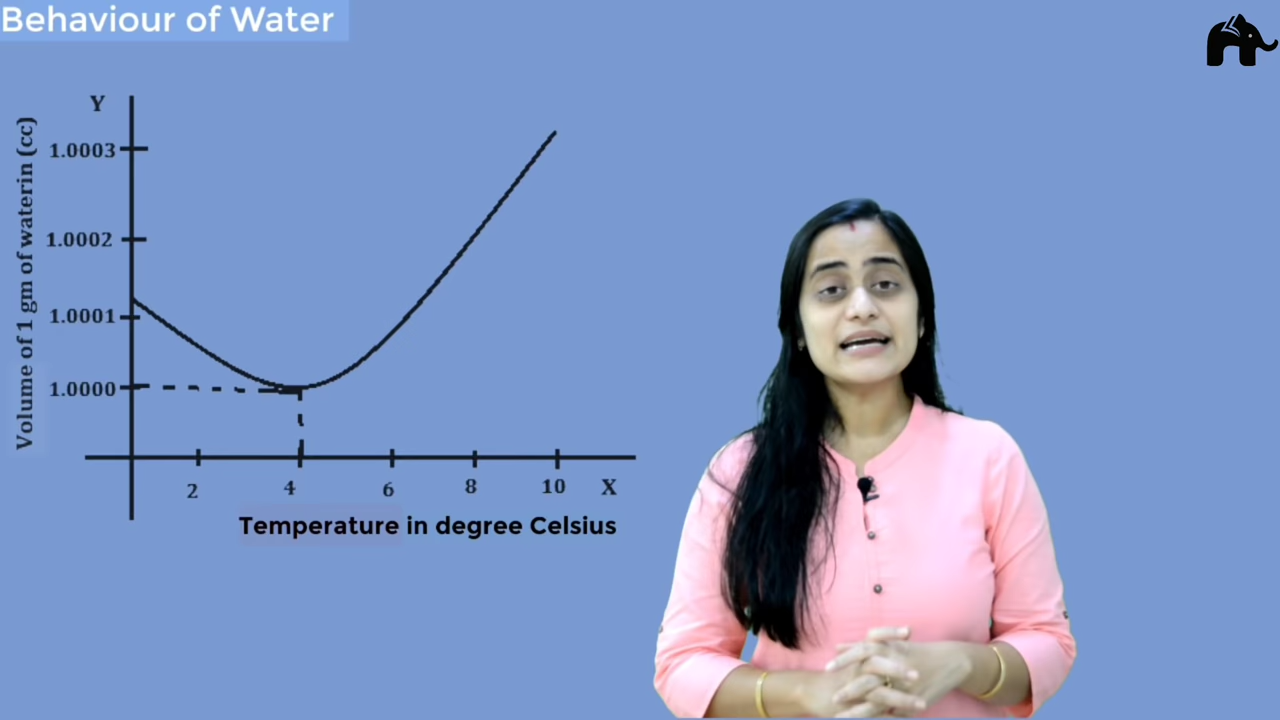 Behaviour of Water
Y
1.0003
1.0002
1.0001
1.0000
Volume of 1 gm of waterin (cc)
2 4 6 8 10 X
Temperature in degree Celsius